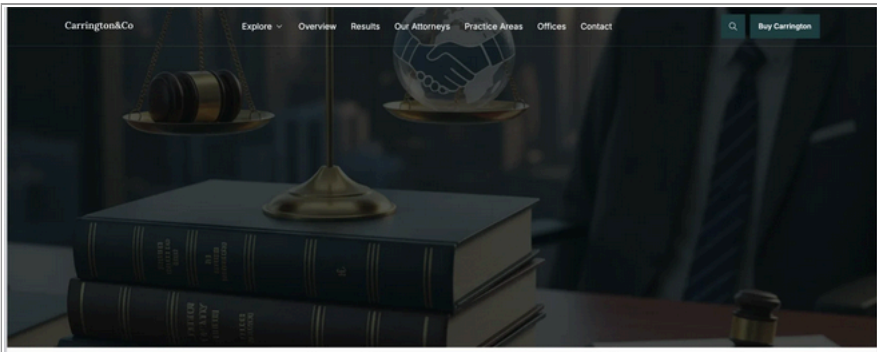 Carrington&Co
Explore
Overview
Results
Our Attorneys
Practice Areas
Offices
Contact
Buy Carrington